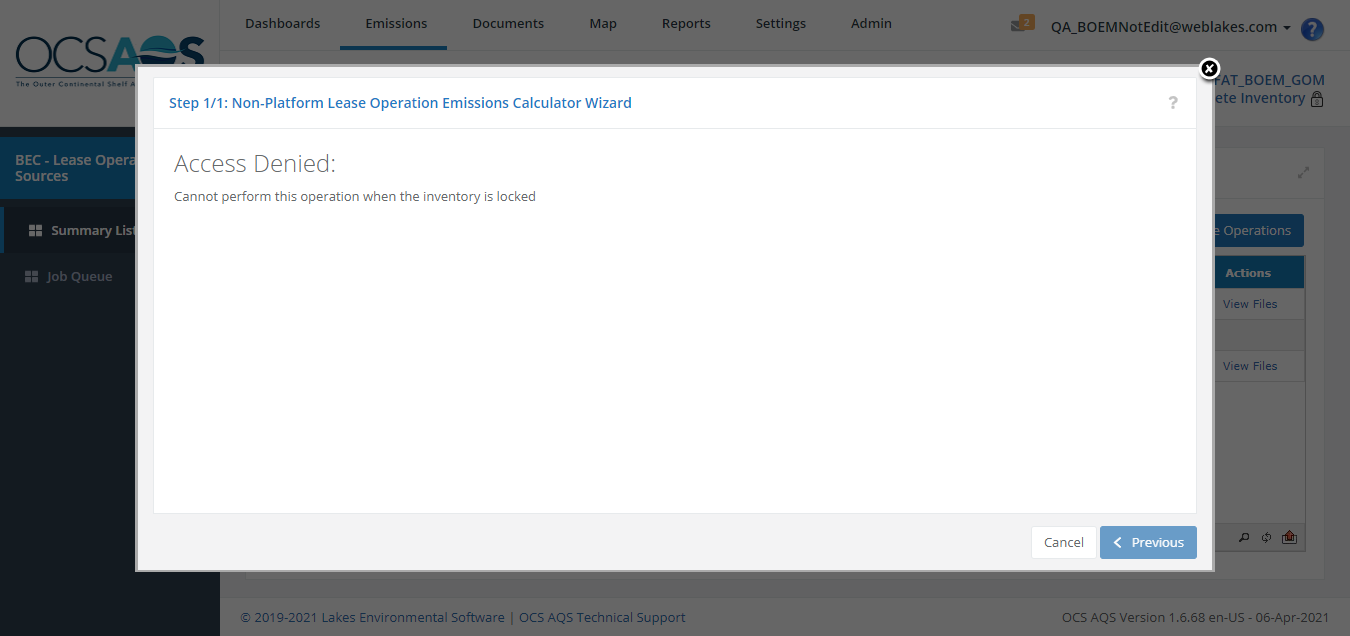 Dashboards
Emissions
Documents
Map
Reports
Settings
Admin
2
QA_BOEMNotEdit@weblakes.com
?
OCSAQS
The Outer Continental Shelf A
FAT_BOEM_GOM
ete Inventory
Step 1/1: Non-Platform Lease Operation Emissions Calculator Wizard
?
Access Denied:
Cannot perform this operation when the inventory is locked
BEC - Lease Opera
Sources
Summary List
Job Queue
e Operations
Actions
View Files
View Files
Cancel
Previous
© 2019-2021 Lakes Environmental Software | OCS AQS Technical Support
OCS AQS Version 1.6.68 en-US - 06-Apr-2021